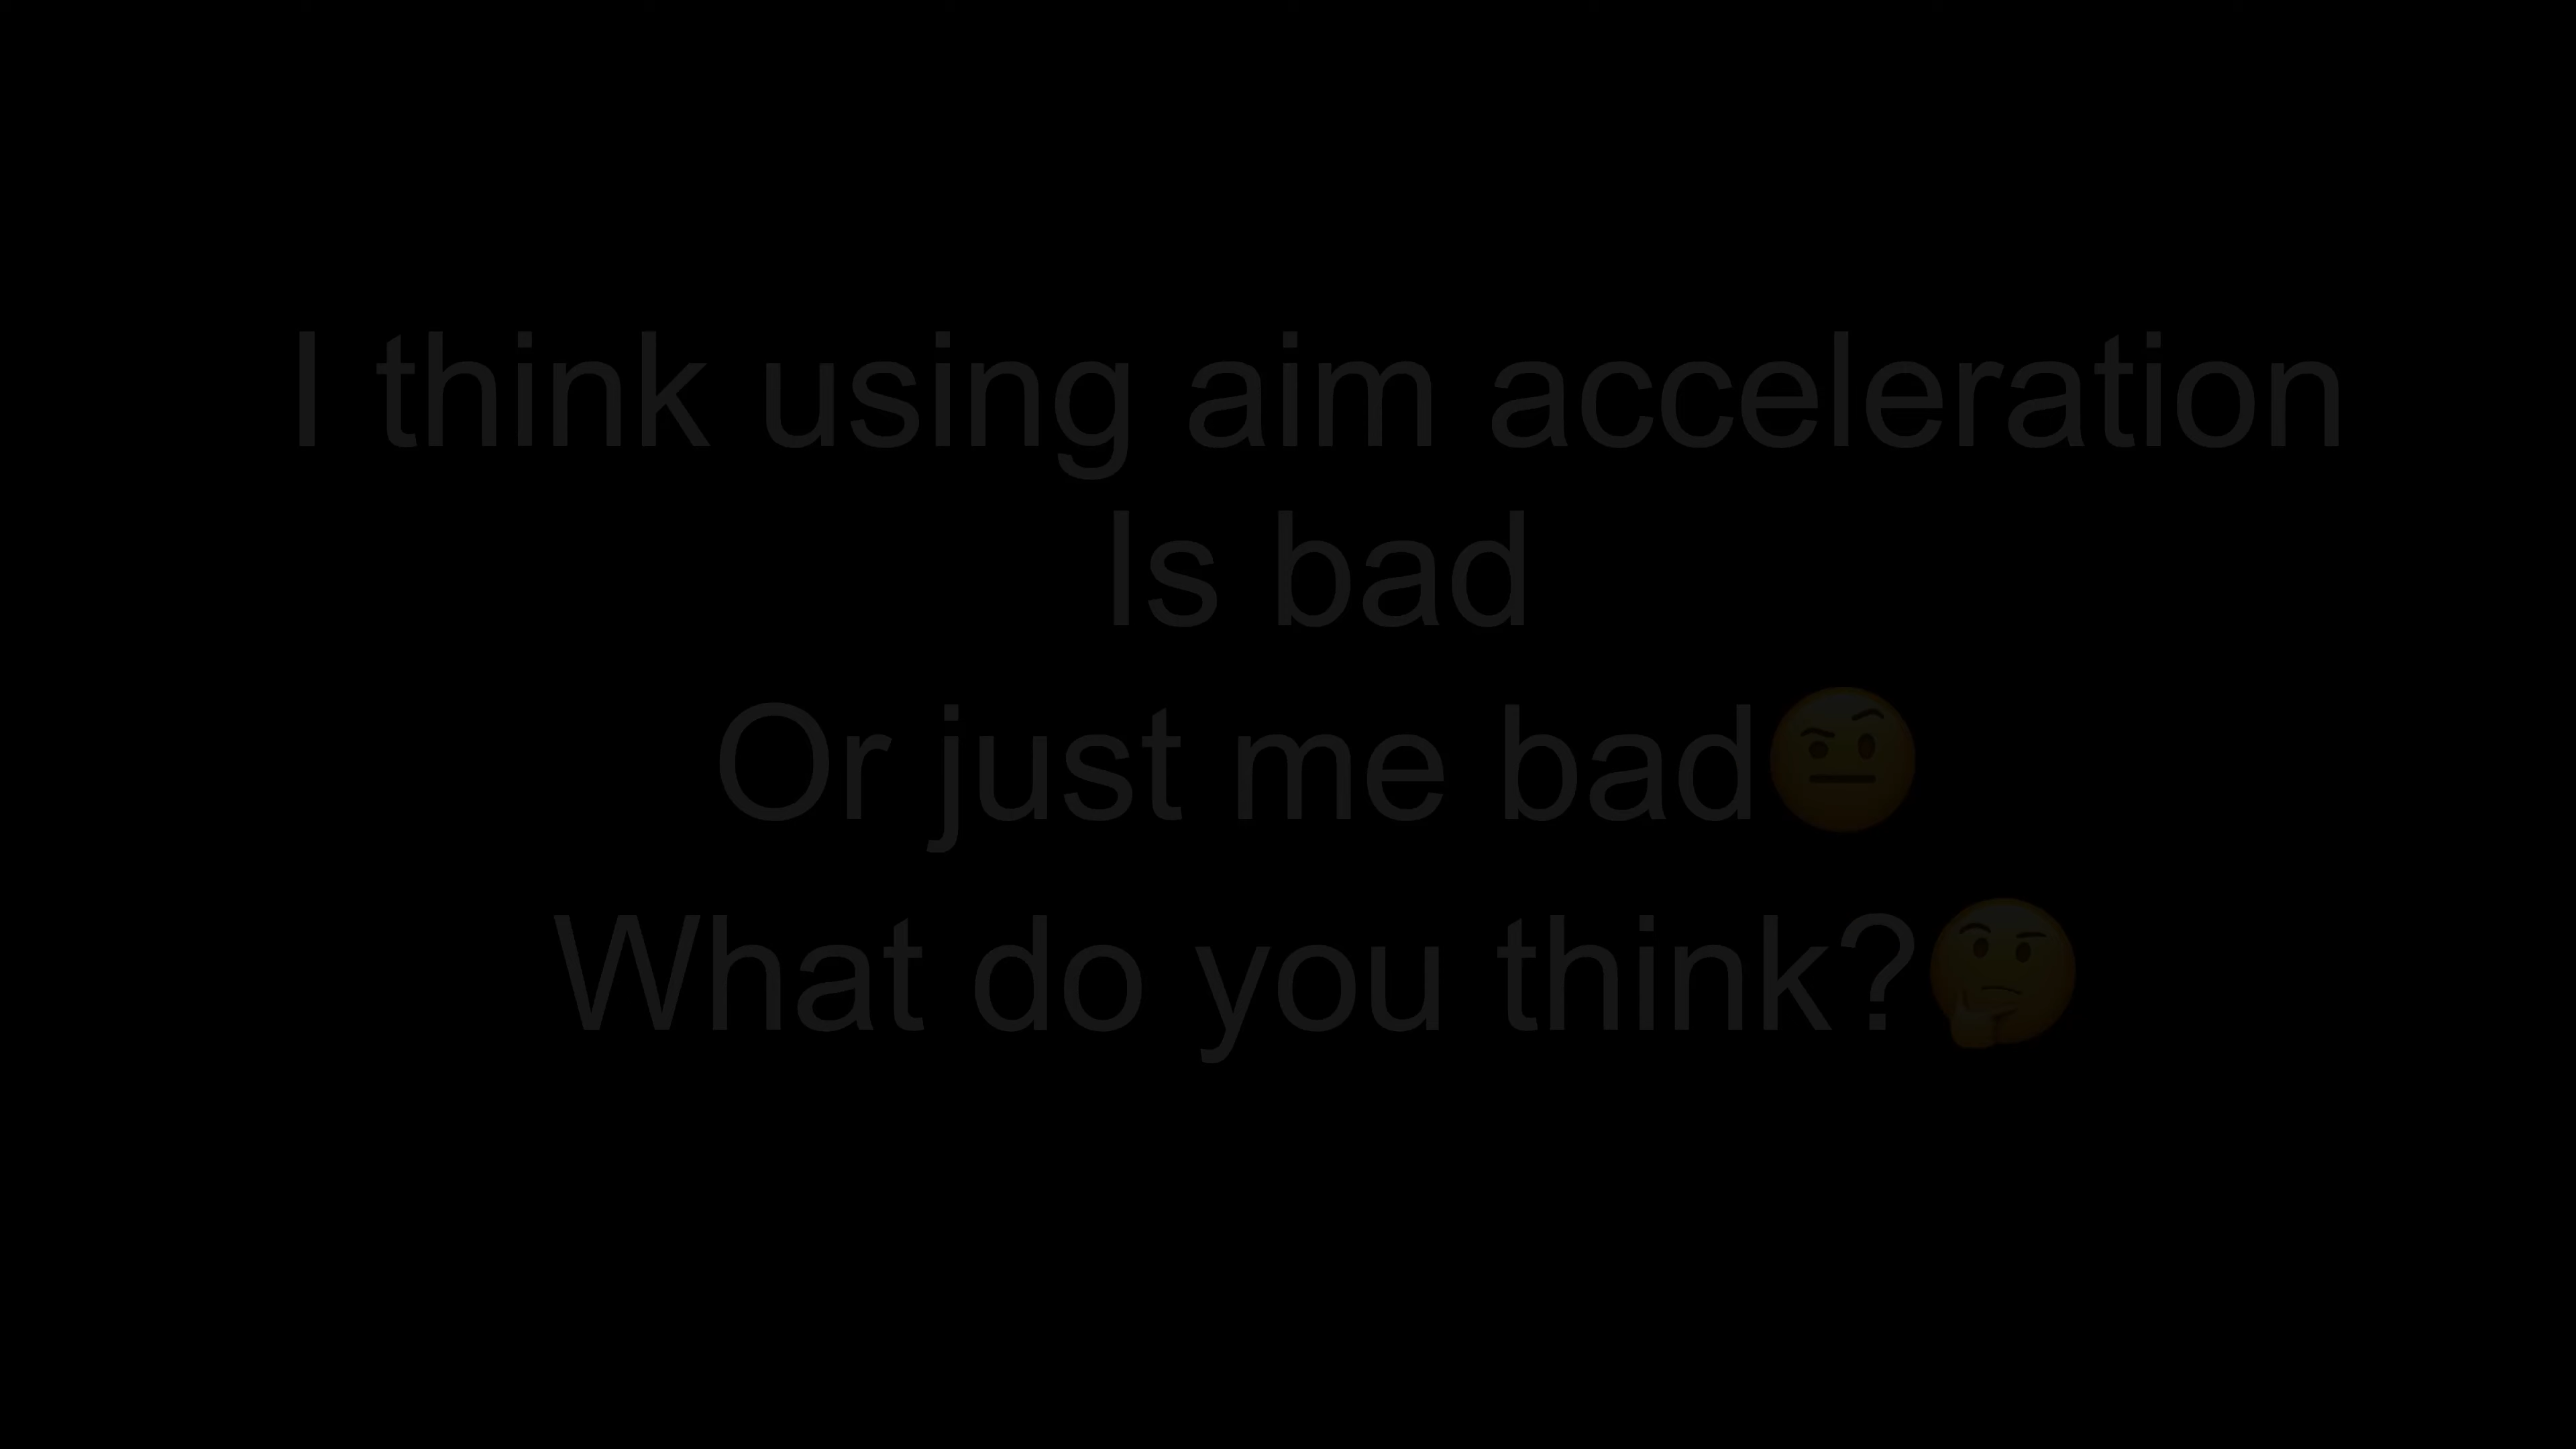 I think using aim acceleration
Is bad
Or just me bad🤨
What do you think?🤔